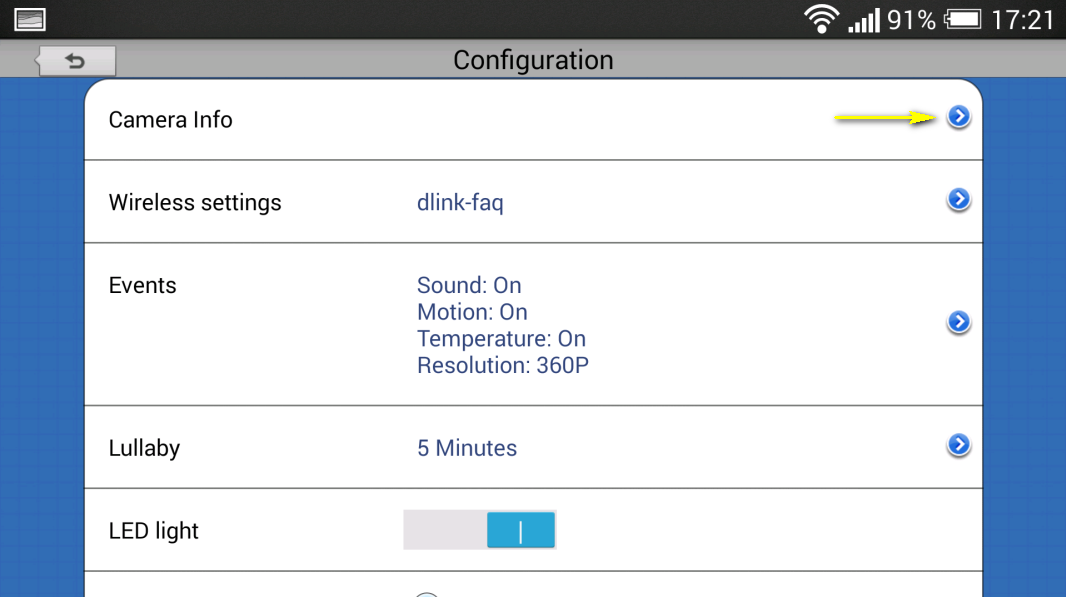 91% 17:21
Configuration
Camera Info
Wireless settings dlink-faq
Events Sound: On
Motion: On
Temperature: On
Resolution: 360P
Lullaby 5 Minutes
LED light